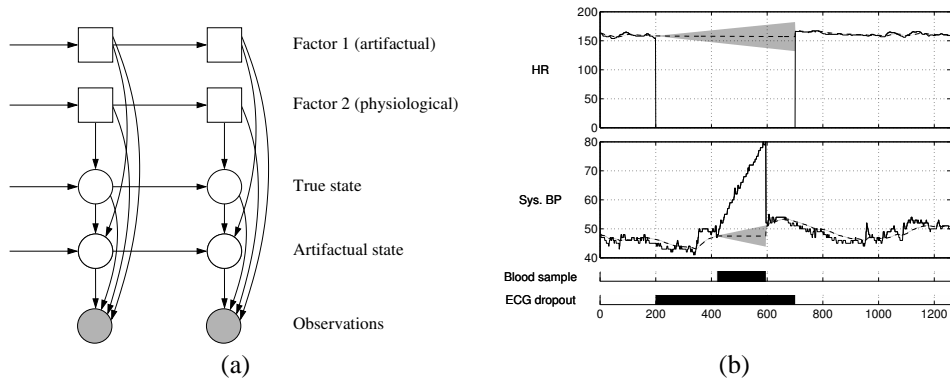 Factor 1 (artifactual)
Factor 2 (physiological)
True state
Artifactual state
Observations
(a)
200
150
HR
100
50
0
80
70
Sys. BP
60
50
40
Blood sample
ECG dropout
0 200 400 600 800 1000 1200
(b)